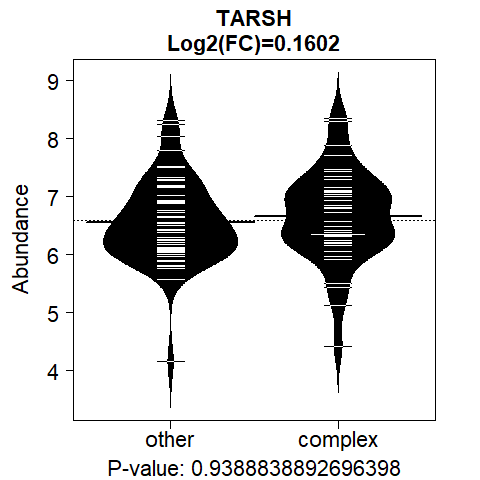 TARSH
Log2(FC)=0.1602
9
8
7
6
5
4
Abundance
other complex
P-value: 0.9388838892696398